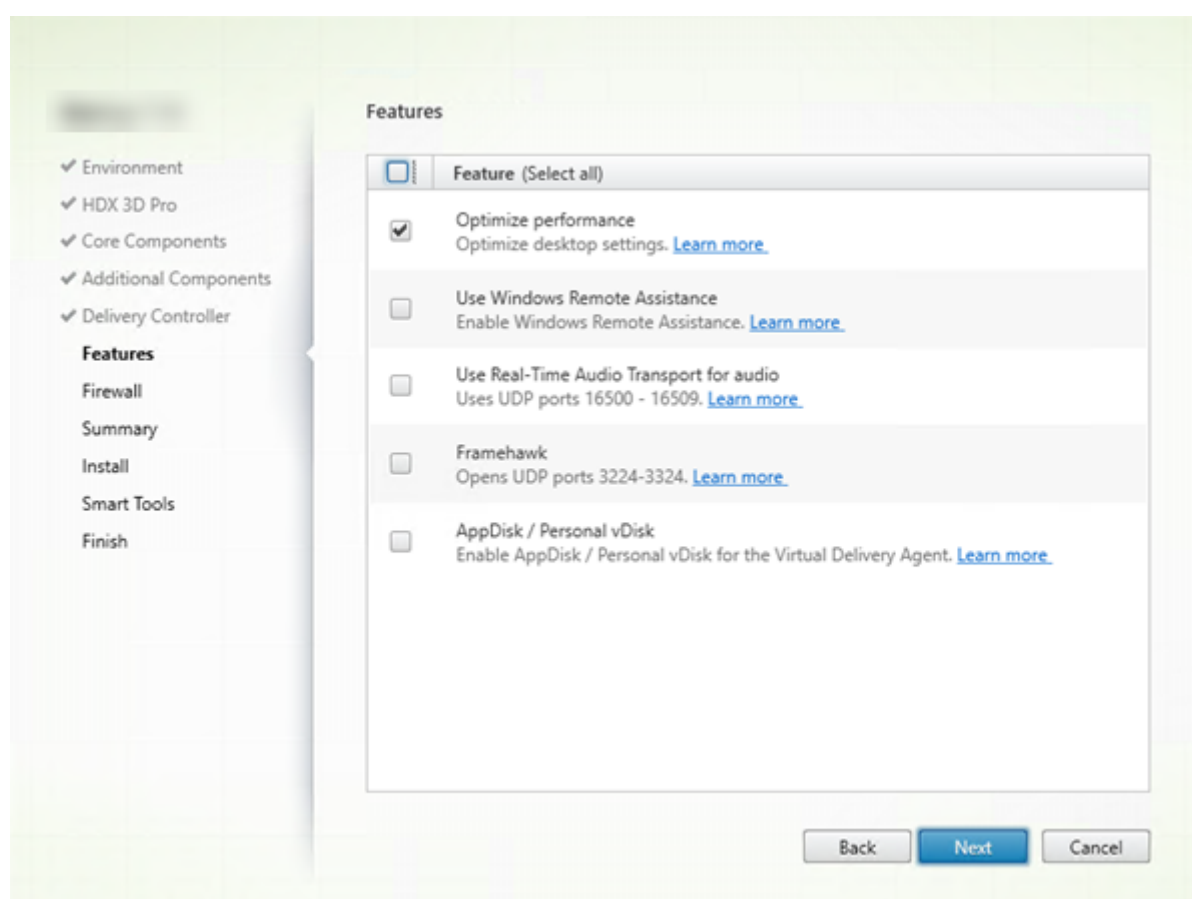 Features
Environment
HDX 3D Pro
Core Components
Additional Components
Delivery Controller
Features
Firewall
Summary
Install
Smart Tools
Finish
Feature (Select all)
Optimize performance
Optimize desktop settings. Learn more
Use Windows Remote Assistance
Enable Windows Remote Assistance. Learn more
Use Real-Time Audio Transport for audio
Uses UDP ports 16500 - 16509. Learn more
Framehawk
Opens UDP ports 3224-3324. Learn more
AppDisk / Personal vDisk
Enable AppDisk / Personal vDisk for the Virtual Delivery Agent. Learn more
Back
Next
Cancel